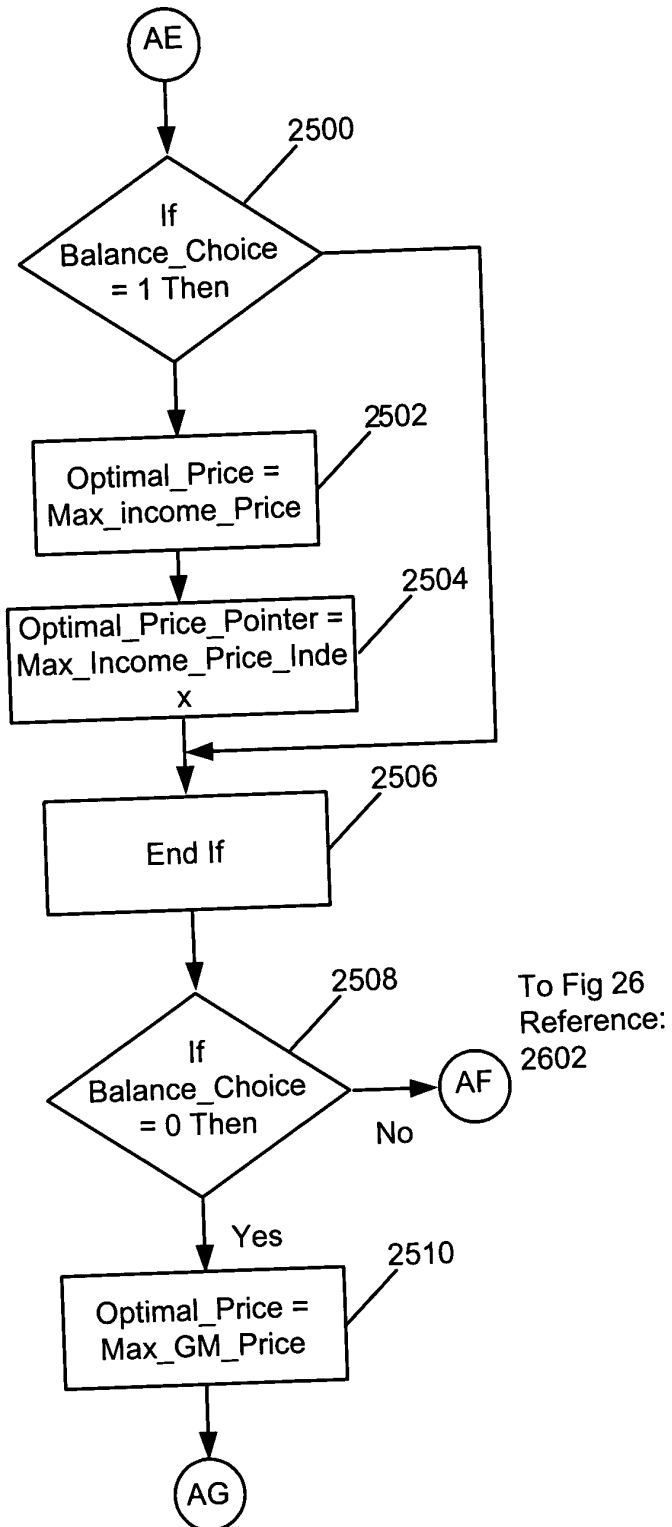 AE
2500
If
Balance_Choice
= 1 Then
2502
Optimal_Price =
Max_income_Price
2504
Optimal_Price_Pointer =
Max_Income_Price_Inde
x
2506
End If
2508
If
Balance_Choice
= 0 Then
To Fig 26
Reference:
2602
AF
No
Yes
2510
Optimal_Price =
Max_GM_Price
AG